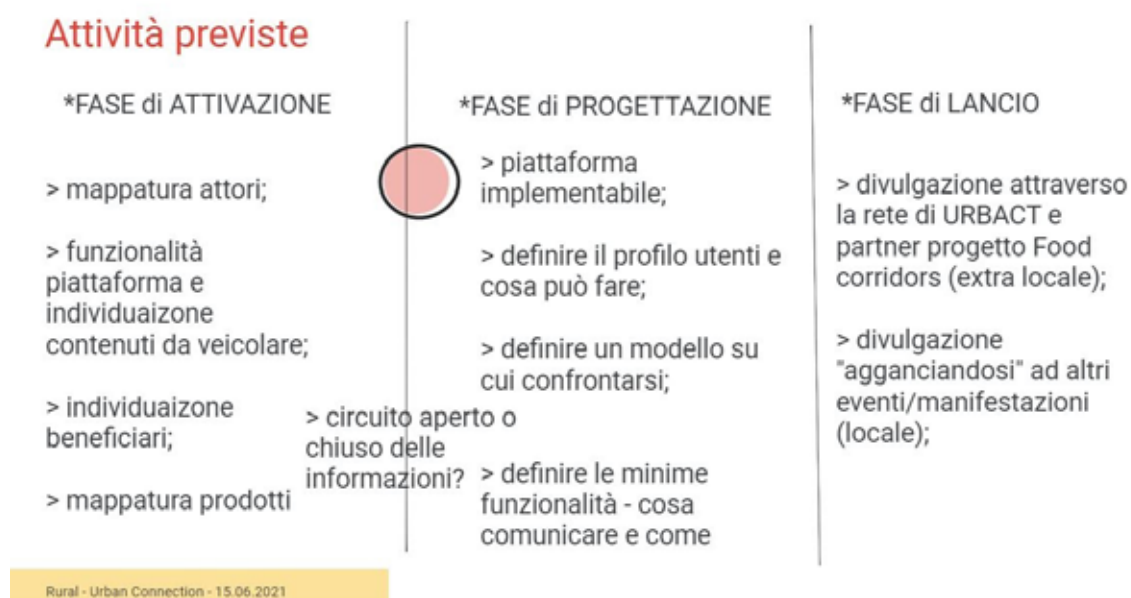 Attività previste
*FASE di ATTIVAZIONE
> mappatura attori;
> funzionalità
piattaforma e
individuaizone
contenuti da veicolare;
> individuaizone
beneficiari;
> mappatura prodotti
> circuito aperto o
chiuso delle
informazioni?
*FASE di PROGETTAZIONE
> piattaforma
implementabile;
> definire il profilo utenti e
cosa può fare;
> definire un modello su
cui confrontarsi;
> definire le minime
funzionalità - cosa
comunicare e come
*FASE di LANCIO
> divulgazione attraverso
la rete di URBACT e
partner progetto Food
corridors (extra locale);
> divulgazione
"agganciandosi" ad altri
eventi/manifestazioni
(locale);
Rural - Urban Connection - 15.06.2021